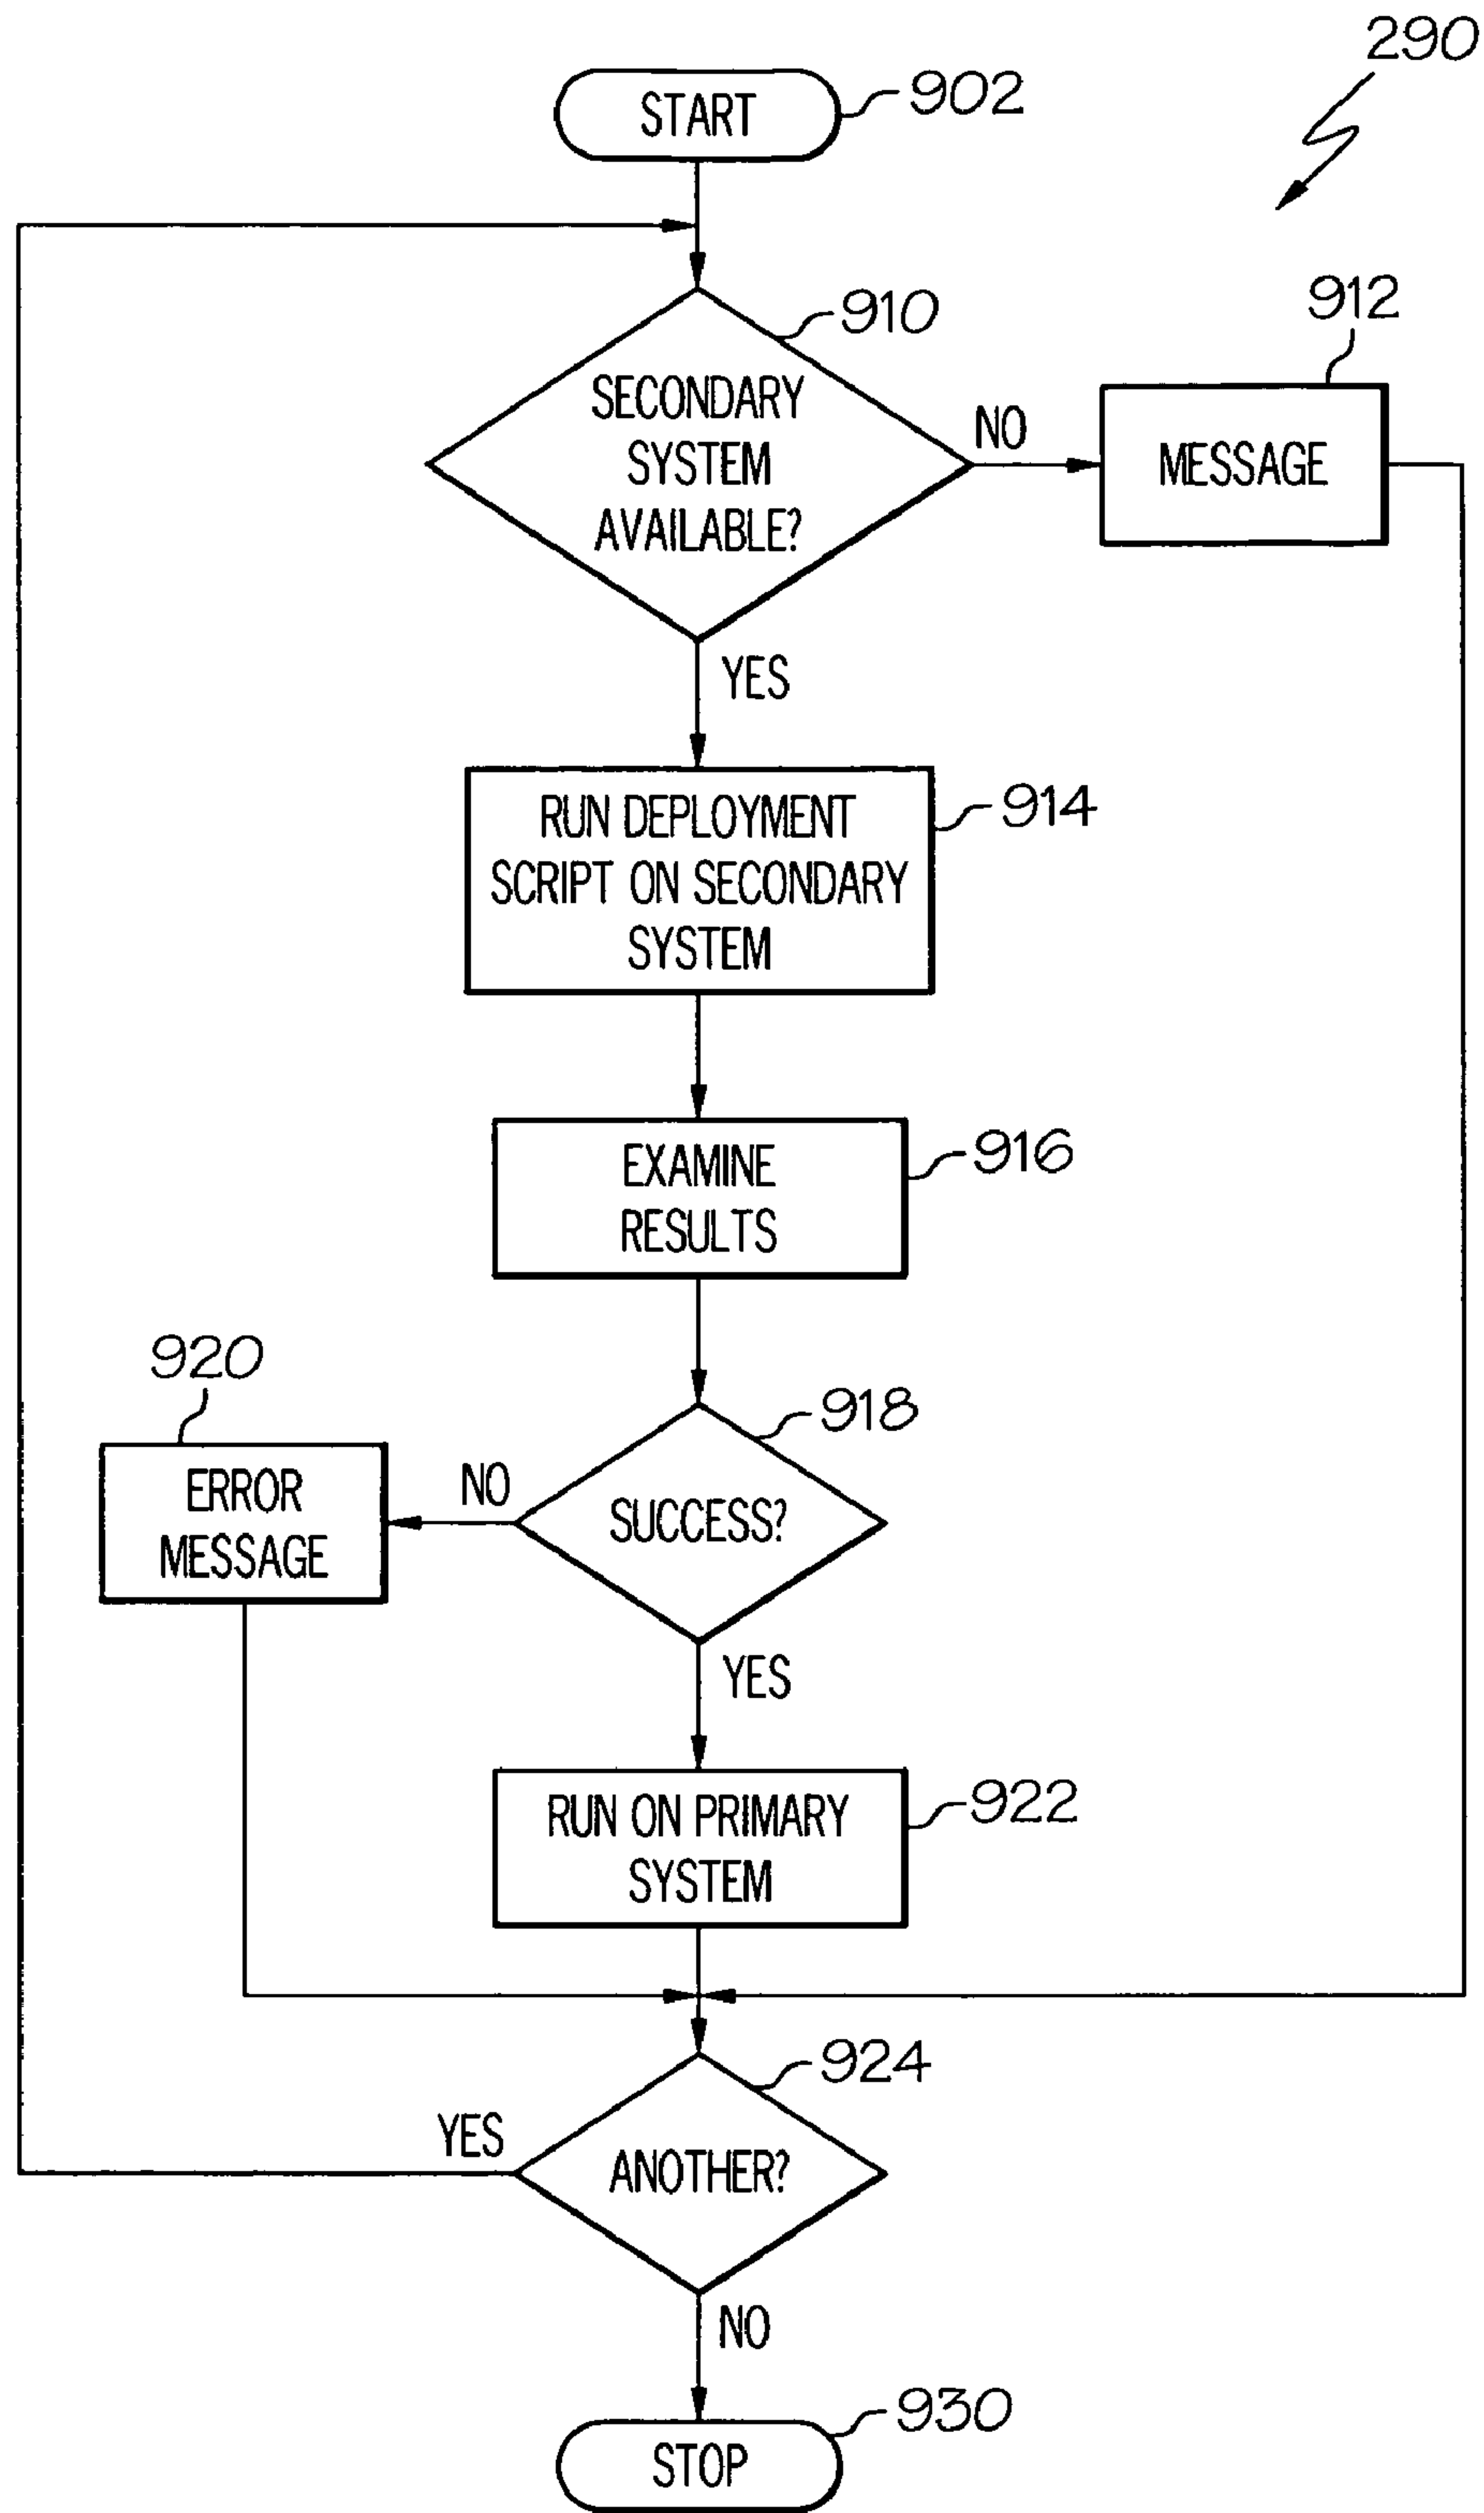 290
START
902
910
912
SECONDARY
SYSTEM
AVAILABLE?
NO
MESSAGE
YES
RUN DEPLOYMENT
SCRIPT ON SECONDARY
SYSTEM
914
EXAMINE
RESULTS
916
920
918
ERROR
MESSAGE
NO
SUCCESS?
YES
RUN ON PRIMARY
SYSTEM
922
924
YES
ANOTHER?
NO
930
STOP